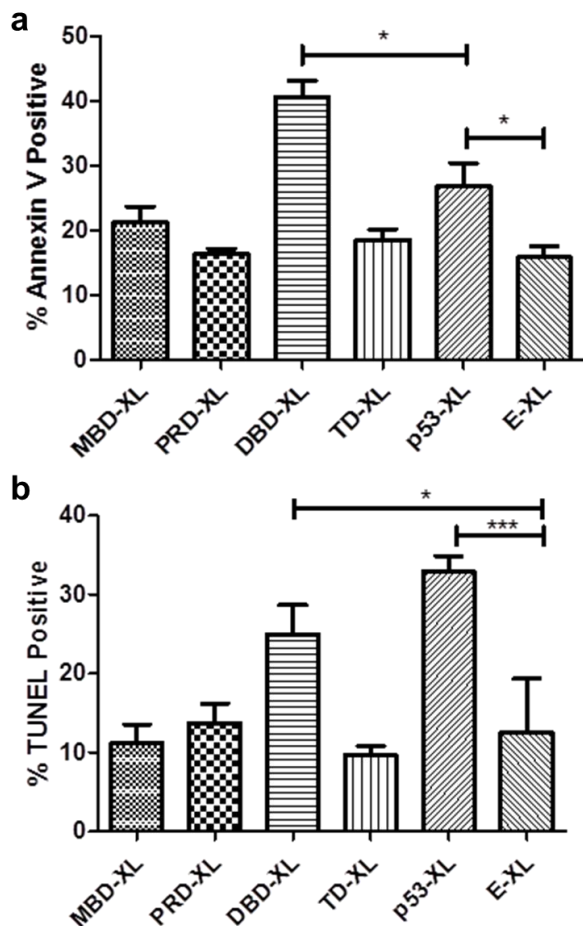 a
% Annexin V Positive
50
40
30
20
10
0
*
*
MBD-XL
PRD-XL
DBD-XL
TD-XL
p53-XL
E-XL
b
% TUNEL Positive
40
30
20
10
0
*
***
MBD-XL
PRD-XL
DBD-XL
TD-XL
p53-XL
E-XL